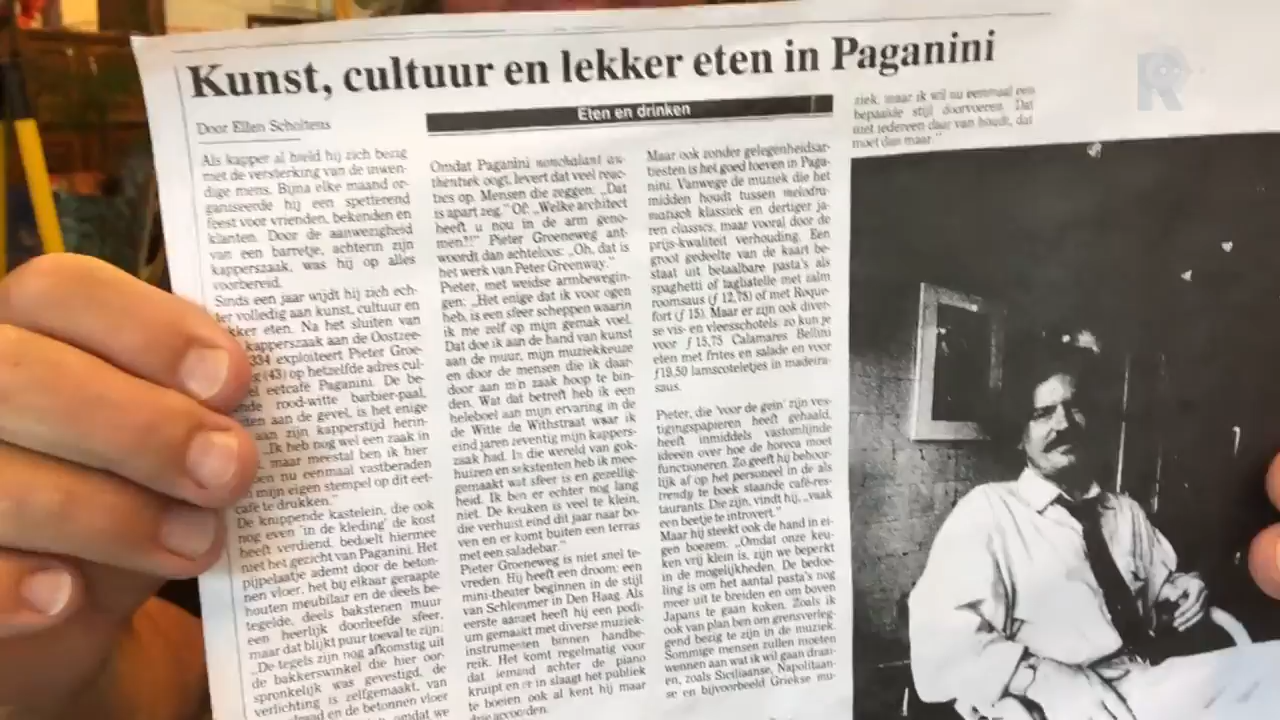 Kunst, cultuur en lekker eten in Paganini
Door Ellen Scholtens
Eten en drinken
Als kapper al hield hij zich bezig
met de versterking van de inwen-
dige mens. Bijna elke maand or-
ganiseerde hij een spetterend
feest voor vrienden, bekenden en
klanten. Door de aanwezigheid
van een barretje, achterin zijn
kapperszaak, was hij op alles
voorbereid.
Sinds een jaar wijdt hij zich ech-
ter volledig aan kunst, cultuur en
kker eten. Na het sluiten van
kapperszaak aan de Oostzee-
334 exploiteert Pieter Groe-
g (43) op hetzelfde adres cul-
el eetcafé Paganini. De be-
nde rood-witte barbier-paal,
ten aan de gevel, is het enige
aan zijn kapperstijd herin-
„Ik heb nog wel een zaak in
, maar meestal ben ik hier
ben nu eenmaal vastberaden
mijn eigen stempel op dit eet-
café te drukken."
De knippende kastelein, die ook
nog even 'in de kleding' de kost
heeft verdiend, bedoelt hiermee
niet het gezicht van Paganini. Het
pijpelaatje ademt door de beton-
nen vloer, het bij elkaar geraapte
houten meubilair en de deels be-
tegelde, deels bakstenen muur
een heerlijk doorleefde sfeer,
maar dat blijkt puur toeval te zijn:
„De tegels zijn nog afkomstig uit
de bakkerswinkel die hier oor-
spronkelijk was gevestigd, de
verlichting is zelfgemaakt, van
en de betonnen vloer
omdat we
Omdat Paganini nonchalant au-
thentiek oogt, levert dat veel reac-
ties op. Mensen die zeggen: „Dat
is apart zeg." Of: „Welke architect
heeft u nou in de arm geno-
men?!" Pieter Groeneweg ant-
woordt dan achteloos: „Oh, dat is
het werk van Peter Greenway."
Pieter, met weidse armbewegin-
gen: „Het enige dat ik voor ogen
heb, is een sfeer scheppen waarin
ik me zelf op mijn gemak voel.
Dat doe ik aan de hand van kunst
aan de muur, mijn muziekkeuze
en door de mensen die ik daar-
door aan m'n zaak hoop te bin-
den. Wat dat betreft heb ik een
heleboel aan mijn ervaring in de
de Witte de Withstraat waar ik
eind jaren zeventig mijn kappers-
zaak had. In die wereld van gok-
huizen en sekstenten heb ik mee-
gemaakt wat sfeer is en gezellig-
heid. Ik ben er echter nog lang
niet. De keuken is veel te klein,
die verhuist eind dit jaar naar bo-
ven en er komt buiten een terras
met een saladebar."
Pieter Groeneweg is niet snel te-
vreden. Hij heeft een droom: een
mini-theater beginnen in de stijl
van Schlemmer in Den Haag. Als
eerste aanzet heeft hij een podi-
um gemaakt met diverse muziek-
instrumenten binnen handbe-
reik. Het komt regelmatig voor
dat iemand achter de piano
kruipt en er in slaagt het publiek
te boeien ook al kent hij maar
drie accoorden.
Maar ook zonder gelegenheidsar-
tiesten is het goed toeven in Paga-
nini. Vanwege de muziek die het
midden houdt tussen melodra-
matisch klassiek en dertiger ja-
ren classics, maar vooral door de
prijs-kwaliteit verhouding. Een
groot gedeelte van de kaart be-
staat uit betaalbare pasta's als
spaghetti of tagliatelle met zalm
roomsaus (f 12,75) of met Roque-
fort (f 15). Maar er zijn ook diver-
se vis- en vleesschotels: zo kun je
voor f 15,75 Calamares Bellini
eten met frites en salade en voor
f 19,50 lamscoteletjes in madeira-
saus.
Pieter, die 'voor de gein' zijn ves-
tigingspapieren heeft gehaald,
heeft inmiddels vastomlijnde
ideeën over hoe de horeca moet
functioneren. Zo geeft hij behoor-
lijk af op het personeel in de als
trendy te boek staande café-res-
taurants. Die zijn, vindt hij, „vaak
een beetje te introvert."
Maar hij steekt ook de hand in ei-
gen boezem: „Omdat onze keu-
ken vrij klein is, zijn we beperkt
in de mogelijkheden. De bedoe-
ling is om het aantal pasta's nog
meer uit te breiden en om boven
Japans te gaan koken. Zoals ik
ook van plan ben om grensverleg-
gend bezig te zijn in de muziek.
Sommige mensen zullen moeten
wennen aan wat ik wil gaan draai-
en, zoals Siciliaanse, Napolitaan-
se en bijvoorbeeld Griekse mu-
ziek, maar ik wil nu eenmaal een
bepaalde stijl doorvoeren. Dat
niet iedereen daar van houdt, dat
moet dan maar."
R